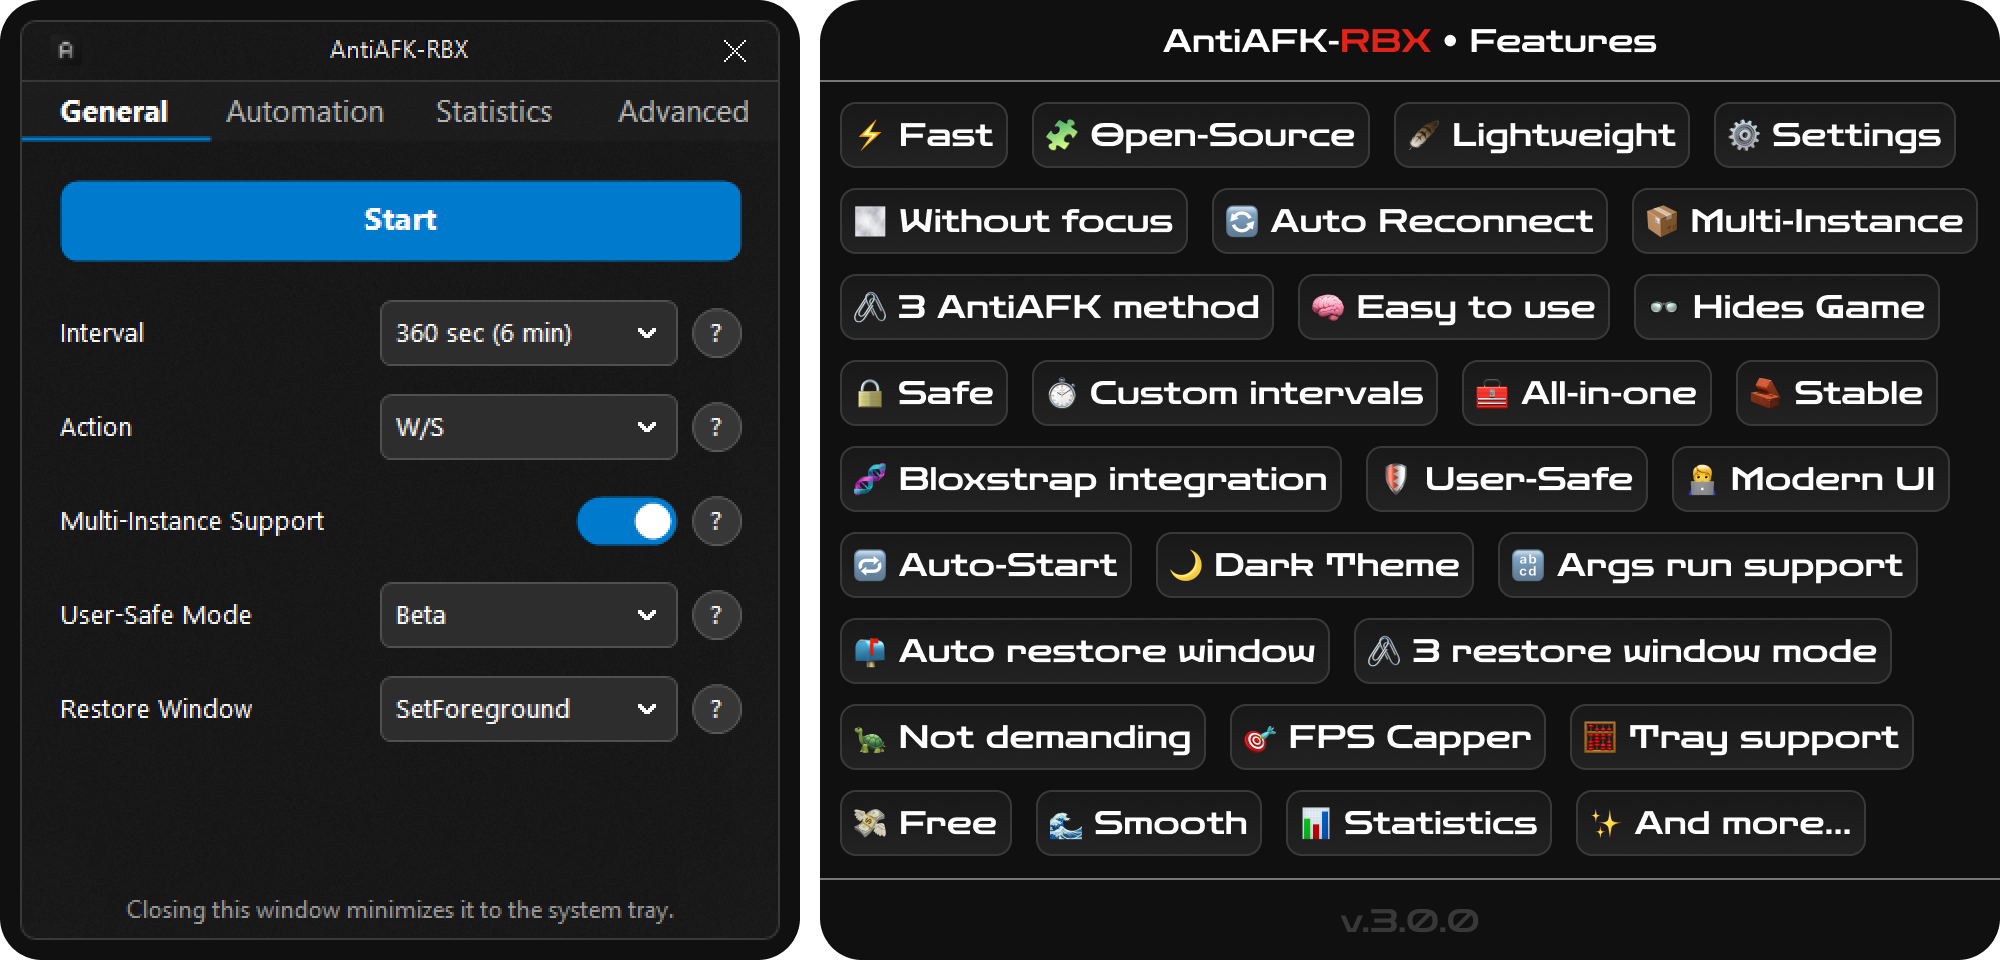 A
AntiAFK-RBX
General Automation Statistics Advanced
Start
Interval 360 sec (6 min) ?
Action W/S ?
Multi-Instance Support ?
User-Safe Mode Beta ?
Restore Window SetForeground ?
Closing this window minimizes it to the system tray.
AntiAFK-RBX • Features
Fast Open-Source Lightweight Settings
Without focus Auto Reconnect Multi-Instance
3 AntiAFK method Easy to use Hides Game
Safe Custom intervals All-in-one Stable
Bloxstrap integration User-Safe Modern UI
Auto-Start Dark Theme abcd Args run support
Auto restore window 3 restore window mode
Not demanding FPS Capper Tray support
Free Smooth Statistics And more...
v.3.0.0